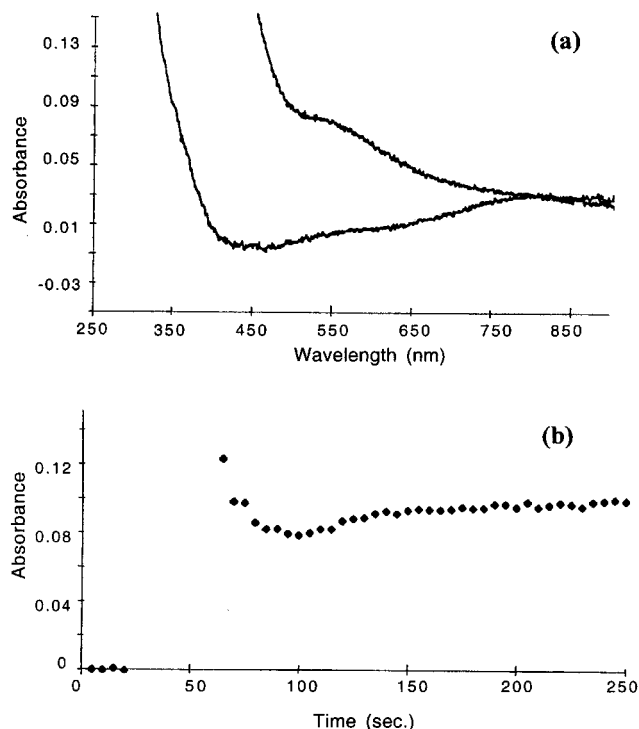 (a)
0.13
0.09
0.05
0.01
-0.03
Absorbance
250 350 450 550 650 750 850
Wavelength (nm)
(b)
0.12
0.08
0.04
0
Absorbance
0 50 100 150 200 250
Time (sec.)